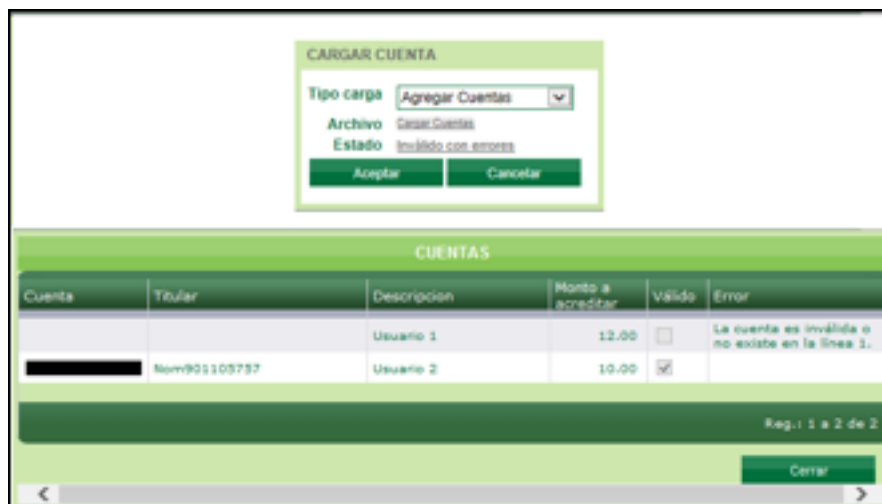 CARGAR CUENTA
Tipo carga Agregar Cuentas
Archivo Cargar Cuentas
Estado Inválido con errores
Aceptar Cancelar
CUENTAS
Cuenta Titular Descripcion Monto a acreditar Válido Error
Usuario 1 12.00 La cuenta es inválida o no existe en la línea 1.
Nom901105757 Usuario 2 10.00
Reg.: 1 a 2 de 2
Cerrar